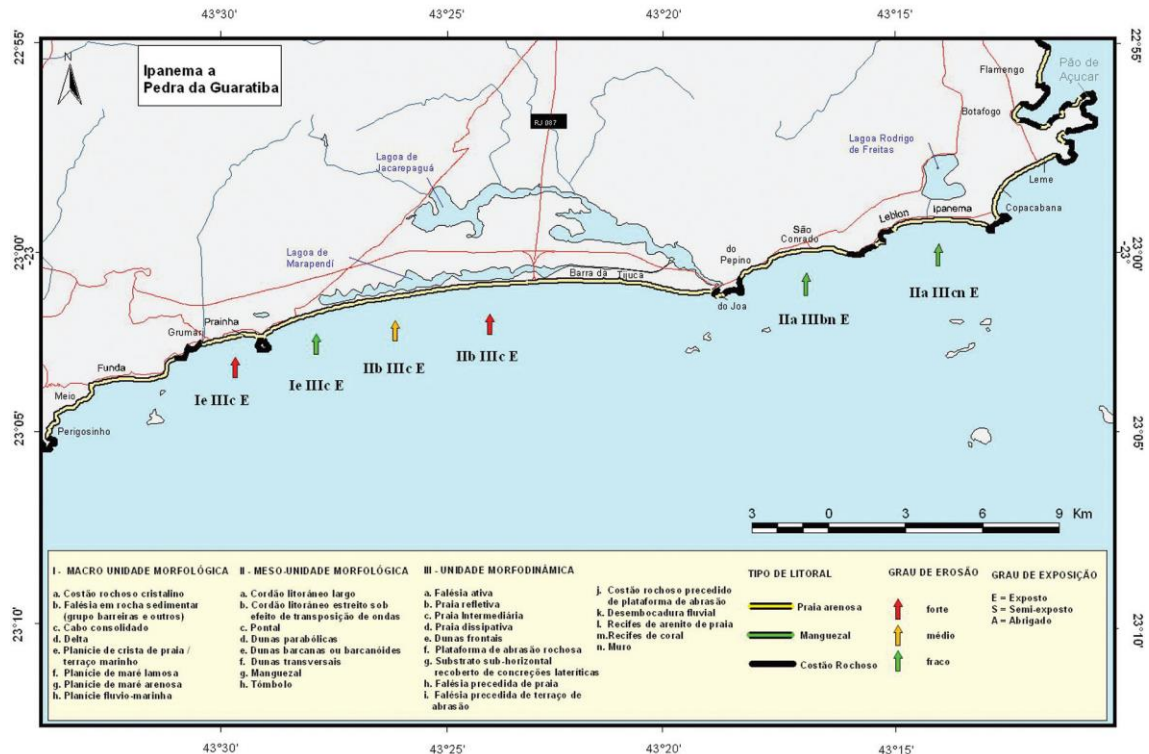 43°30'
43°25'
43°20'
43°15'
22°55'
22°55'
N
Ipanema a
Pedra da Guaratiba
Pão de
Açucar
Flamengo
Botafogo
RJ 087
Lagoa Rodrigo
de Freitas
Lagoa de
Jacarepaguá
Leme
Copacabana
Ipanema
Leblon
São
Conrado
do
Pepino
23°00
-23
23°00
-23°
Lagoa de
Marapendí
Barra da Tijuca
do Joa
IIa IIIcn E
IIa IIIbn E
Prainha
Grumari
IIb IIIc E
IIb IIIc E
Ie IIIc E
Ie IIIc E
Funda
Meio
Perigosinho
23°05'
23°05'
3 0 3 6 9 Km
I - MACRO UNIDADE MORFOLÓGICA
a. Costão rochoso cristalino
b. Falésia em rocha sedimentar
(grupo barreiras e outros)
c. Cabo consolidado
d. Delta
e. Planície de crista de praia /
terraço marinho
f. Planície de maré lamosa
g. Planície de maré arenosa
h. Planície fluvio-marinha
II - MESO-UNIDADE MORFOLÓGICA
a. Cordão litorâneo largo
b. Cordão litorâneo estreito sob
efeito de transposição de ondas
c. Pontal
d. Dunas parabólicas
e. Dunas barcanas ou barcanóides
f. Dunas transversais
g. Manguezal
h. Tômbolo
III - UNIDADE MORFODINÂMICA
a. Falésia ativa
b. Praia refletiva
c. Praia Intermediária
d. Praia dissipativa
e. Dunas frontais
f. Plataforma de abrasão rochosa
g. Substrato sub-horizontal
recoberto de concreções lateríticas
h. Falésia precedida de praia
i. Falésia precedida de terraço de
abrasão
j. Costão rochoso precedido
de plataforma de abrasão
k. Desembocadura fluvial
l. Recifes de arenito de praia
m.Recifes de coral
n. Muro
TIPO DE LITORAL
Praia arenosa
Manguezal
Costão Rochoso
GRAU DE EROSÃO
forte
médio
fraco
GRAU DE EXPOSIÇÃO
E = Exposto
S = Semi-exposto
A = Abrigado
23°10'
23°10'
43°30'
43°25'
43°20'
43°15'